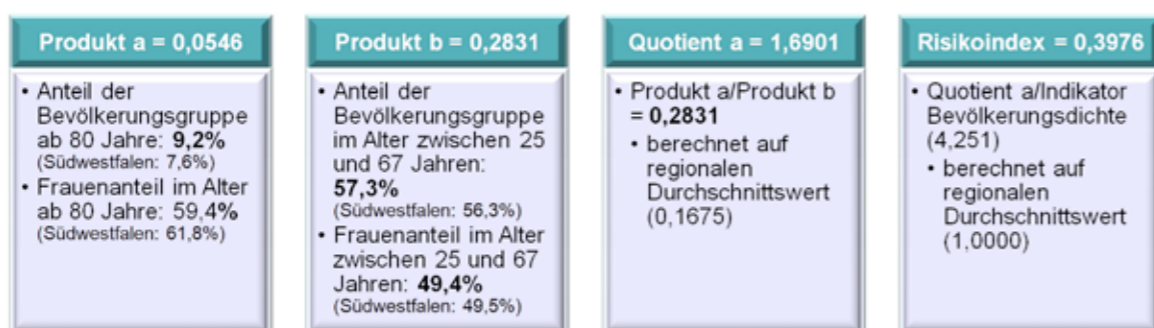 Produkt a = 0,0546
• Anteil der
Bevölkerungsgruppe
ab 80 Jahre: 9,2%
(Südwestfalen: 7,6%)
• Frauenanteil im Alter
ab 80 Jahre: 59,4%
(Südwestfalen: 61,8%)
Produkt b = 0,2831
• Anteil der
Bevölkerungsgruppe
im Alter zwischen 25
und 67 Jahren:
57,3%
(Südwestfalen: 56,3%)
• Frauenanteil im Alter
zwischen 25 und 67
Jahren: 49,4%
(Südwestfalen: 49,5%)
Quotient a = 1,6901
• Produkt a/Produkt b
= 0,2831
• berechnet auf
regionalen
Durchschnittswert
(0,1675)
Risikoindex = 0,3976
• Quotient a/Indikator
Bevölkerungsdichte
(4,251)
• berechnet auf
regionalen
Durchschnittswert
(1,0000)